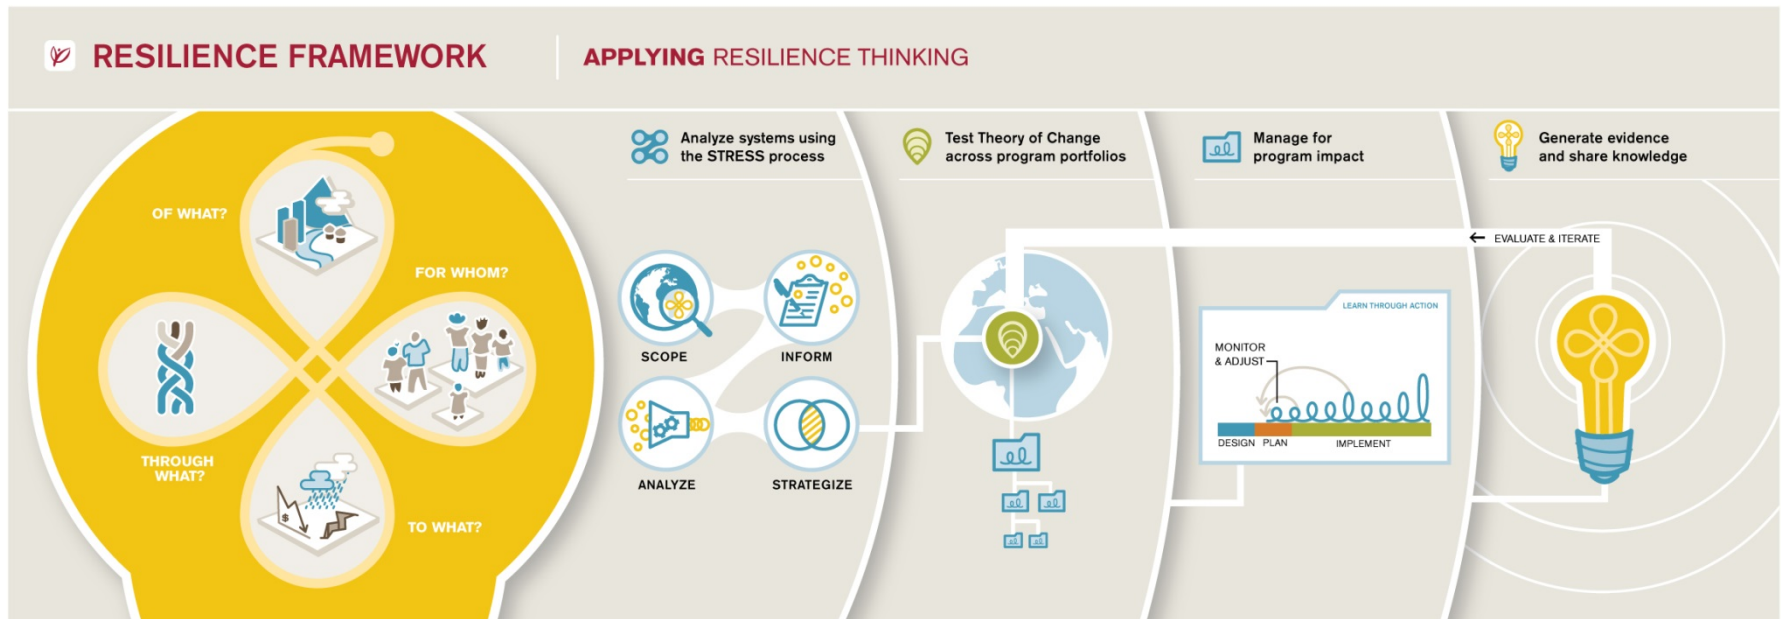 RESILIENCE FRAMEWORK
APPLYING RESILIENCE THINKING
OF WHAT?
FOR WHOM?
THROUGH
WHAT?
TO WHAT?
$
Analyze systems using
the STRESS process
SCOPE
INFORM
ANALYZE
STRATEGIZE
Test Theory of Change
across program portfolios
Manage for
program impact
LEARN THROUGH ACTION
MONITOR
& ADJUST
DESIGN
PLAN
IMPLEMENT
Generate evidence
and share knowledge
← EVALUATE & ITERATE